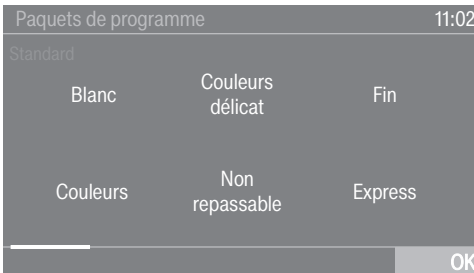 Paquets de programme 11:02
Standard
Blanc
Couleurs
délicat
Fin
Couleurs
Non
repassable
Express
OK